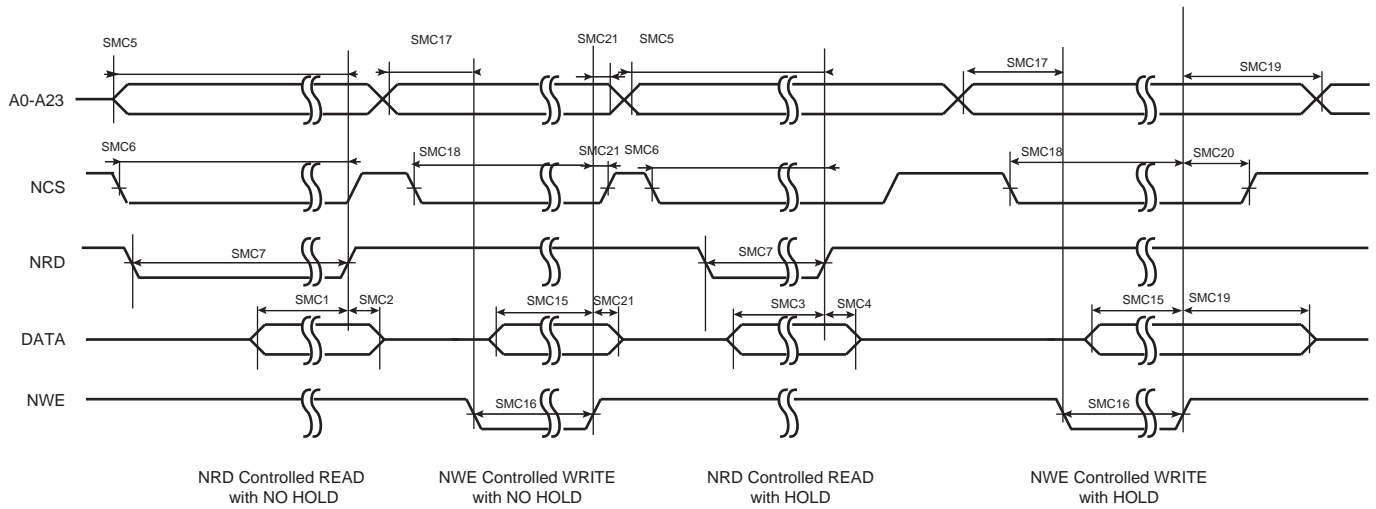 SMC5
SMC17
SMC21
SMC5
SMC17
SMC19
A0-A23
SMC6
SMC18
SMC21
SMC6
SMC18
SMC20
NCS
SMC7
SMC7
NRD
SMC1
SMC2
SMC15
SMC21
SMC3
SMC4
SMC15
SMC19
DATA
NWE
SMC16
SMC16
NRD Controlled READ
with NO HOLD
NWE Controlled WRITE
with NO HOLD
NRD Controlled READ
with HOLD
NWE Controlled WRITE
with HOLD